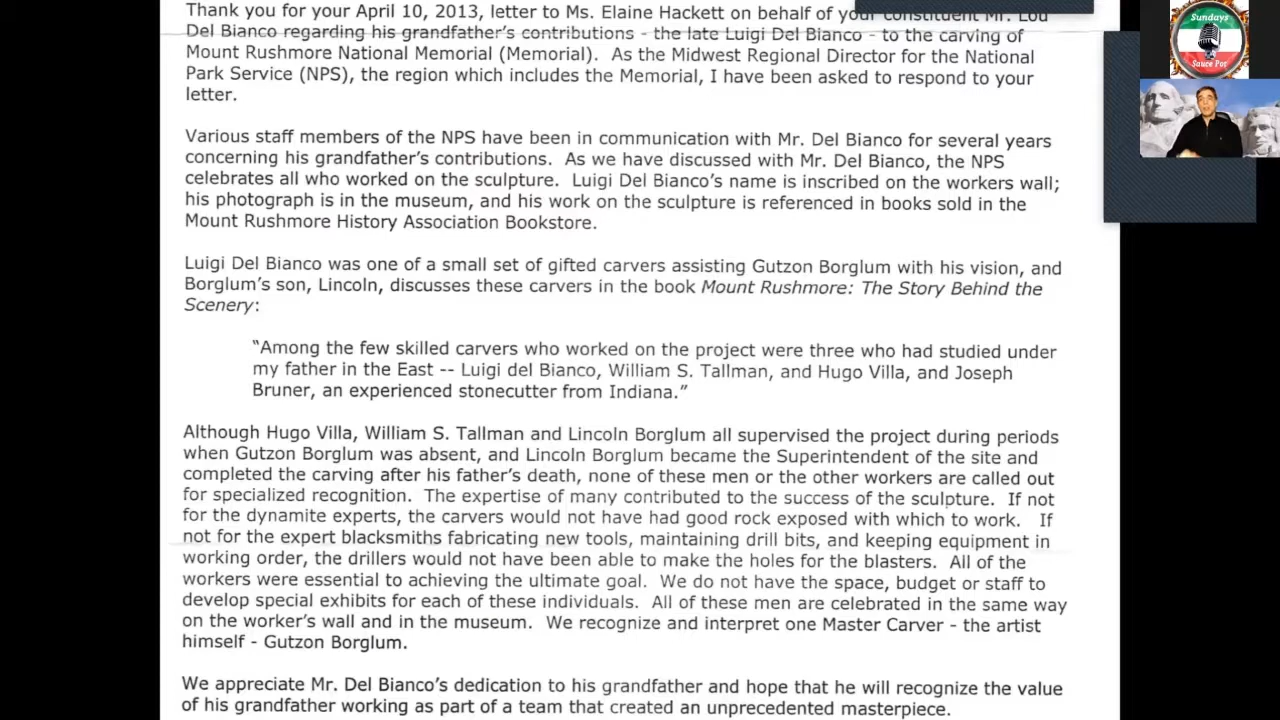 Thank you for your April 10, 2013, letter to Ms. Elaine Hackett on behalf of your constituent Mr. Lou
Del Bianco regarding his grandfather's contributions - the late Luigi Del Bianco - to the carving of
Mount Rushmore National Memorial (Memorial). As the Midwest Regional Director for the National
Park Service (NPS), the region which includes the Memorial, I have been asked to respond to your
letter.
Various staff members of the NPS have been in communication with Mr. Del Bianco for several years
concerning his grandfather's contributions. As we have discussed with Mr. Del Bianco, the NPS
celebrates all who worked on the sculpture. Luigi Del Bianco's name is inscribed on the workers wall;
his photograph is in the museum, and his work on the sculpture is referenced in books sold in the
Mount Rushmore History Association Bookstore.
Luigi Del Bianco was one of a small set of gifted carvers assisting Gutzon Borglum with his vision, and
Borglum's son, Lincoln, discusses these carvers in the book Mount Rushmore: The Story Behind the
Scenery:
"Among the few skilled carvers who worked on the project were three who had studied under
my father in the East -- Luigi del Bianco, William S. Tallman, and Hugo Villa, and Joseph
Bruner, an experienced stonecutter from Indiana."
Although Hugo Villa, William S. Tallman and Lincoln Borglum all supervised the project during periods
when Gutzon Borglum was absent, and Lincoln Borglum became the Superintendent of the site and
completed the carving after his father's death, none of these men or the other workers are called out
for specialized recognition. The expertise of many contributed to the success of the sculpture. If not
for the dynamite experts, the carvers would not have had good rock exposed with which to work. If
not for the expert blacksmiths fabricating new tools, maintaining drill bits, and keeping equipment in
working order, the drillers would not have been able to make the holes for the blasters. All of the
workers were essential to achieving the ultimate goal. We do not have the space, budget or staff to
develop special exhibits for each of these individuals. All of these men are celebrated in the same way
on the worker's wall and in the museum. We recognize and interpret one Master Carver - the artist
himself - Gutzon Borglum.
We appreciate Mr. Del Bianco's dedication to his grandfather and hope that he will recognize the value
of his grandfather working as part of a team that created an unprecedented masterpiece.
Sundays
Sauce Pot